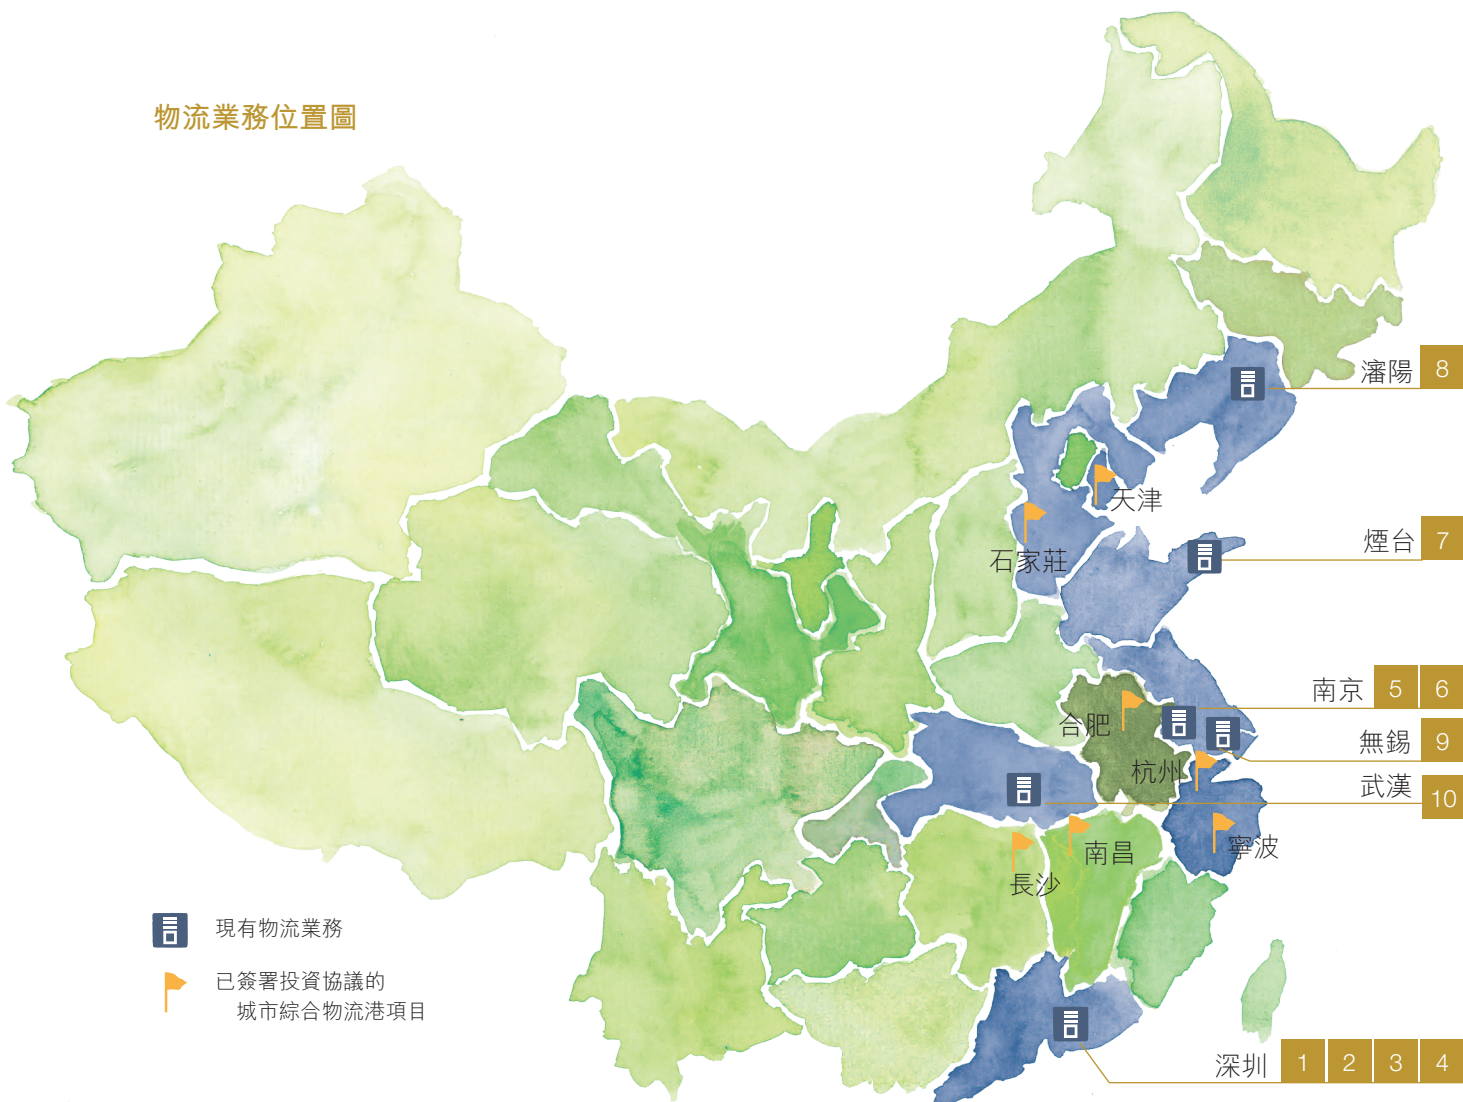 物流業務位置圖
瀋陽 8
天津
煙台 7
石家莊
南京 5 6
合肥
無錫 9
杭州
武漢 10
寧波
南昌
長沙
現有物流業務
已簽署投資協議的
城市綜合物流港項目
深圳 1 2 3 4